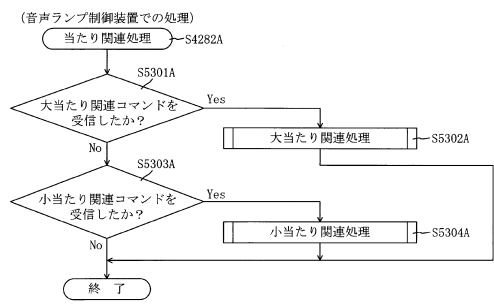 (音声ランプ制御装置での処理)
当たり関連処理
S4282A
S5301A
大当たり関連コマンドを
受信したか?
Yes
大当たり関連処理
S5302A
No
S5303A
小当たり関連コマンドを
受信したか?
Yes
小当たり関連処理
S5304A
No
終 了